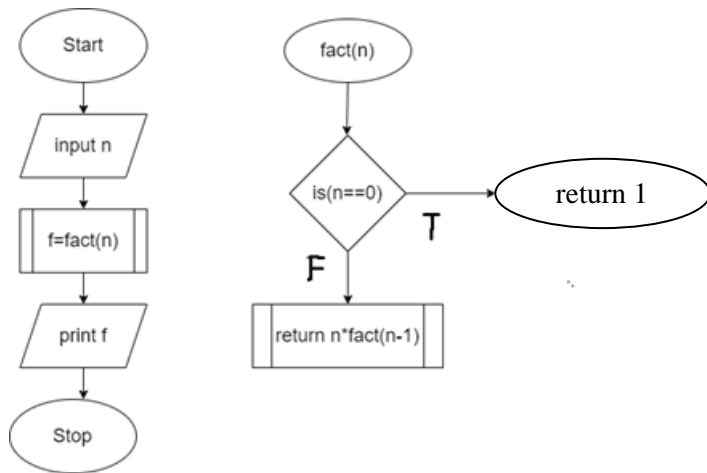 Start
input n
f=fact(n)
print f
Stop
fact(n)
is(n==0)
T
return 1
F
return n*fact(n-1)